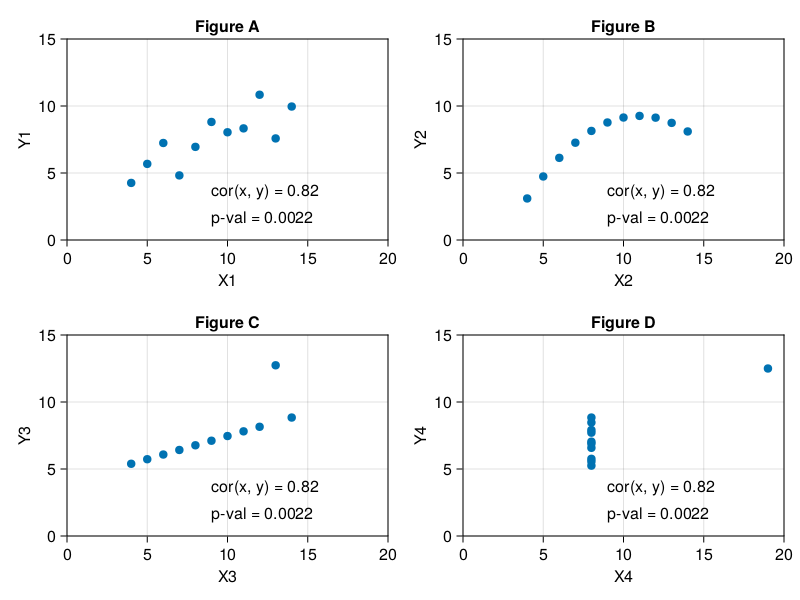 Figure A
15
10
5
0
Y1
cor(x, y) = 0.82
p-val = 0.0022
0 5 10 15 20
X1
Figure B
15
10
5
0
Y2
cor(x, y) = 0.82
p-val = 0.0022
0 5 10 15 20
X2
Figure C
15
10
5
0
Y3
cor(x, y) = 0.82
p-val = 0.0022
0 5 10 15 20
X3
Figure D
15
10
5
0
Y4
cor(x, y) = 0.82
p-val = 0.0022
0 5 10 15 20
X4